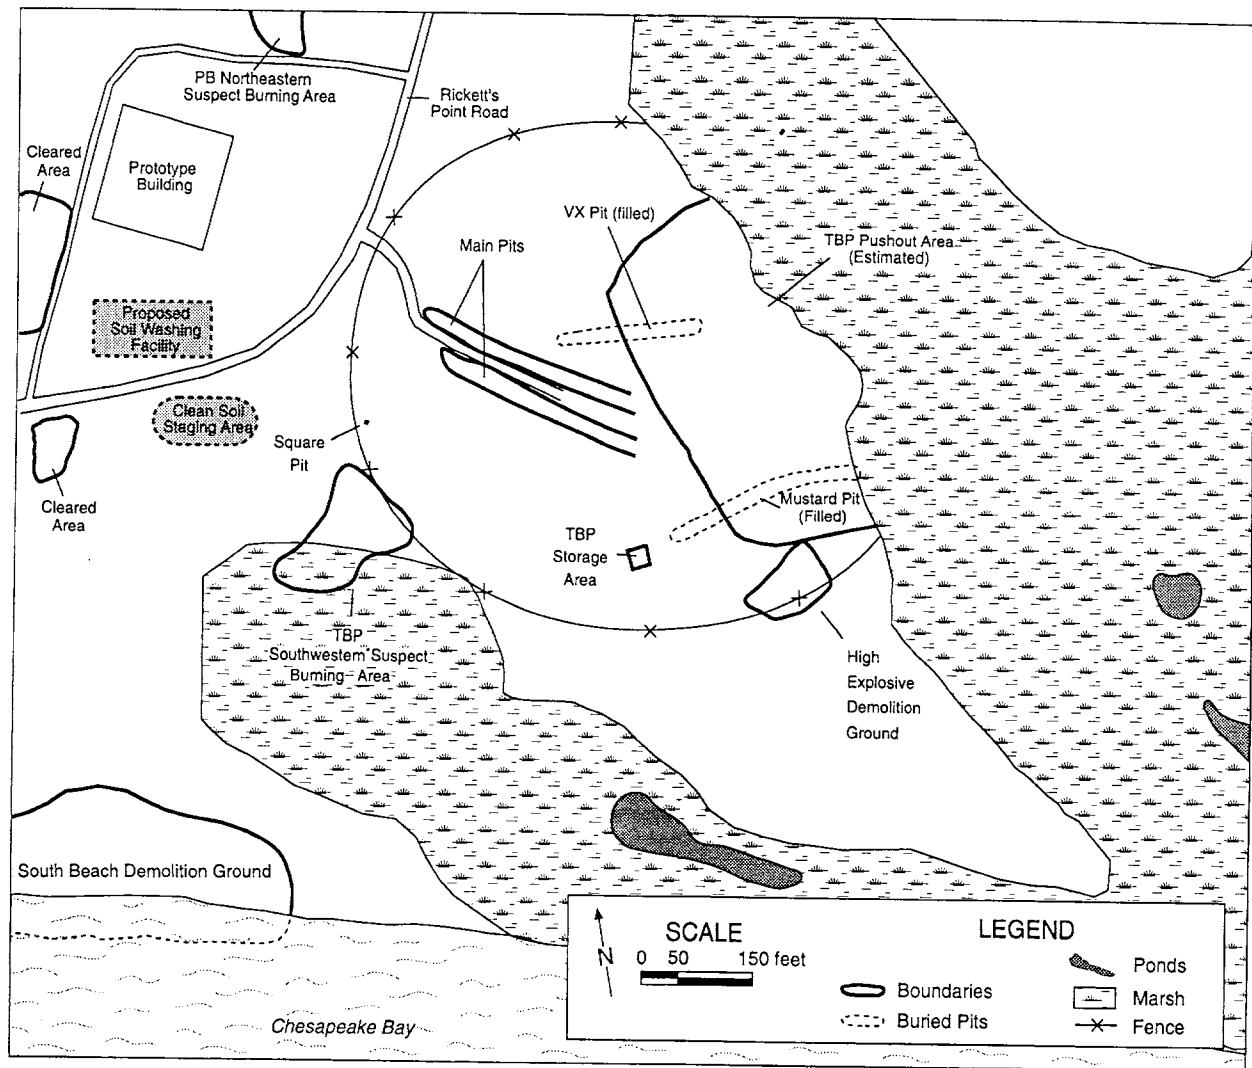 PB Northeastern
Suspect Burning Area
Rickett's
Point Road
Cleared
Area
Prototype
Building
VX Pit (filled)
Main Pits
TBP Pushout Area
(Estimated)
Proposed
Soil Washing
Facility
Clean Soil
Staging Area
Square
Pit
Cleared
Area
Mustard Pit
(Filled)
TBP
Storage
Area
TBP
Southwestern Suspect
Burning Area
High
Explosive
Demolition
Ground
South Beach Demolition Ground
Chesapeake Bay
N
SCALE
0 50 150 feet
LEGEND
Boundaries
Buried Pits
Ponds
Marsh
Fence